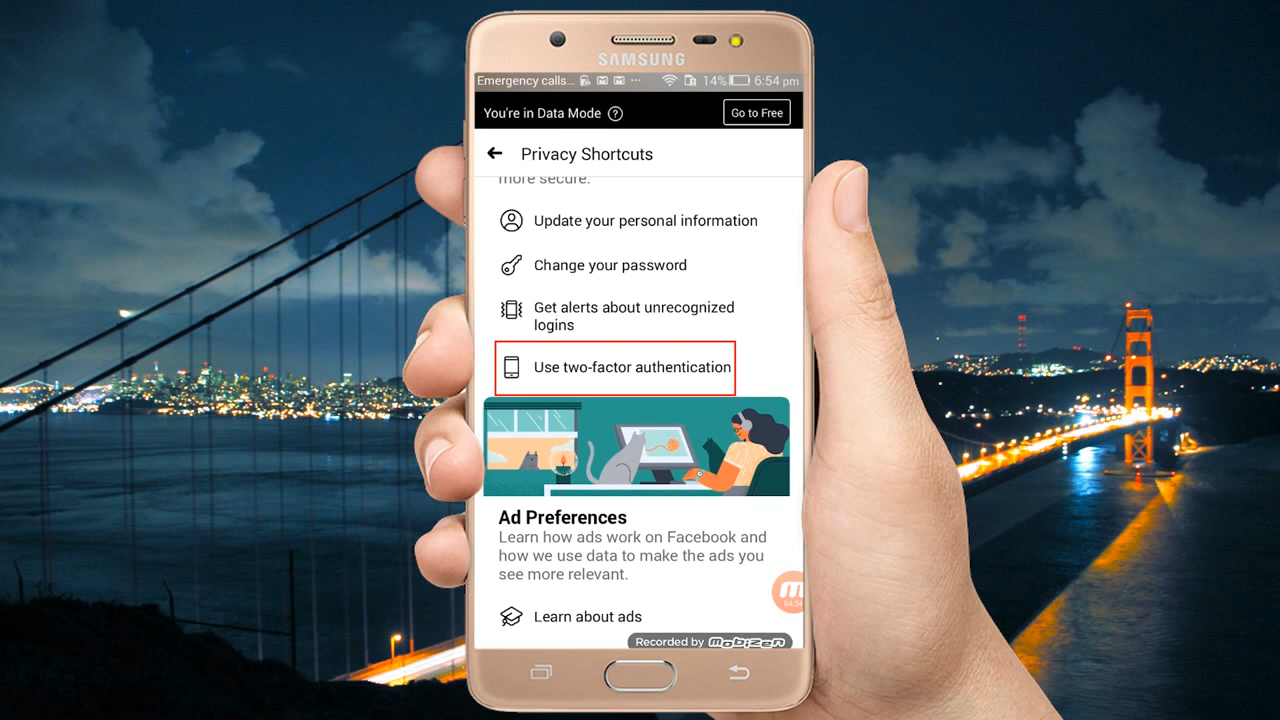 SAMSUNG
Emergency calls... 14% 6:54 pm
You're in Data Mode ? Go to Free
Privacy Shortcuts
more secure.
Update your personal information
Change your password
Get alerts about unrecognized
logins
Use two-factor authentication
Ad Preferences
Learn how ads work on Facebook and
how we use data to make the ads you
see more relevant.
Learn about ads
Recorded by mobizen